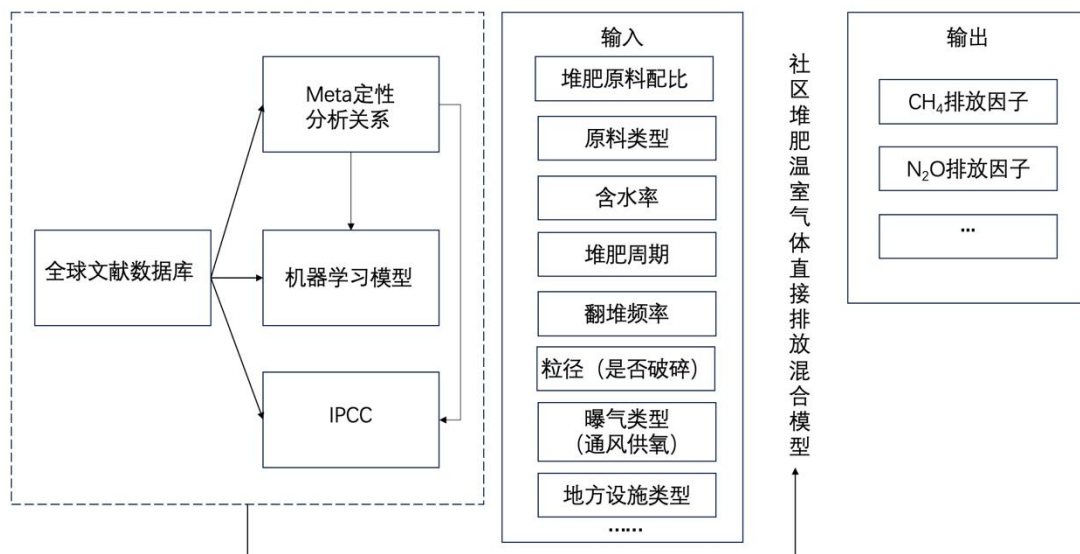 Meta定性
分析关系
全球文献数据库
机器学习模型
IPCC
输入
堆肥原料配比
原料类型
含水率
堆肥周期
翻堆频率
粒径（是否破碎）
曝气类型
（通风供氧）
地方设施类型
……
社区堆肥温室气体直接排放混合模型
输出
CH₄排放因子
N₂O排放因子
...